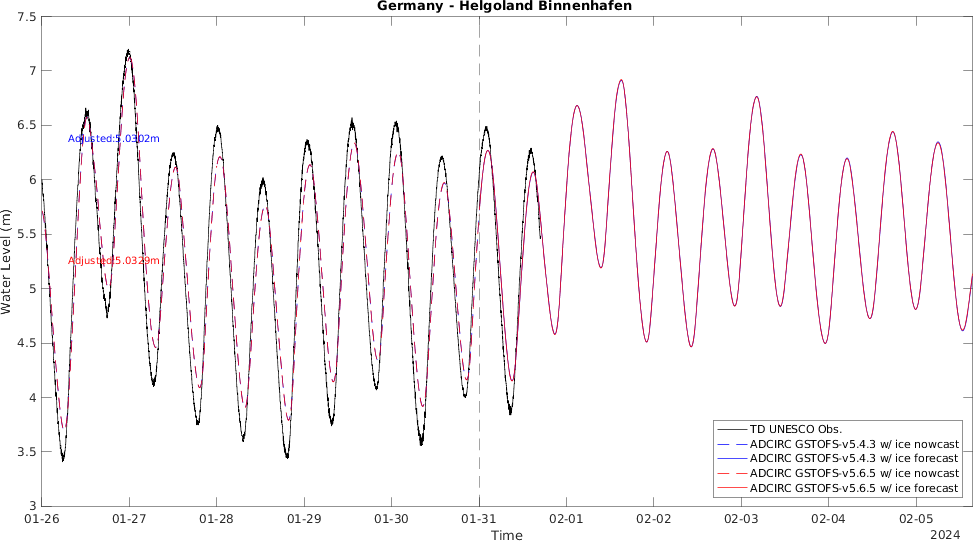 Germany - Helgoland Binnenhafen
7.5
7
6.5
6
5.5
5
4.5
4
3.5
3
Water Level (m)
Adjusted:5.0302m
Adjusted:5.0329m
TD UNESCO Obs.
ADCIRC GSTOFS-v5.4.3 w/ ice nowcast
ADCIRC GSTOFS-v5.4.3 w/ ice forecast
ADCIRC GSTOFS-v5.6.5 w/ ice nowcast
ADCIRC GSTOFS-v5.6.5 w/ ice forecast
01-26 01-27 01-28 01-29 01-30 01-31 02-01 02-02 02-03 02-04 02-05
Time
2024